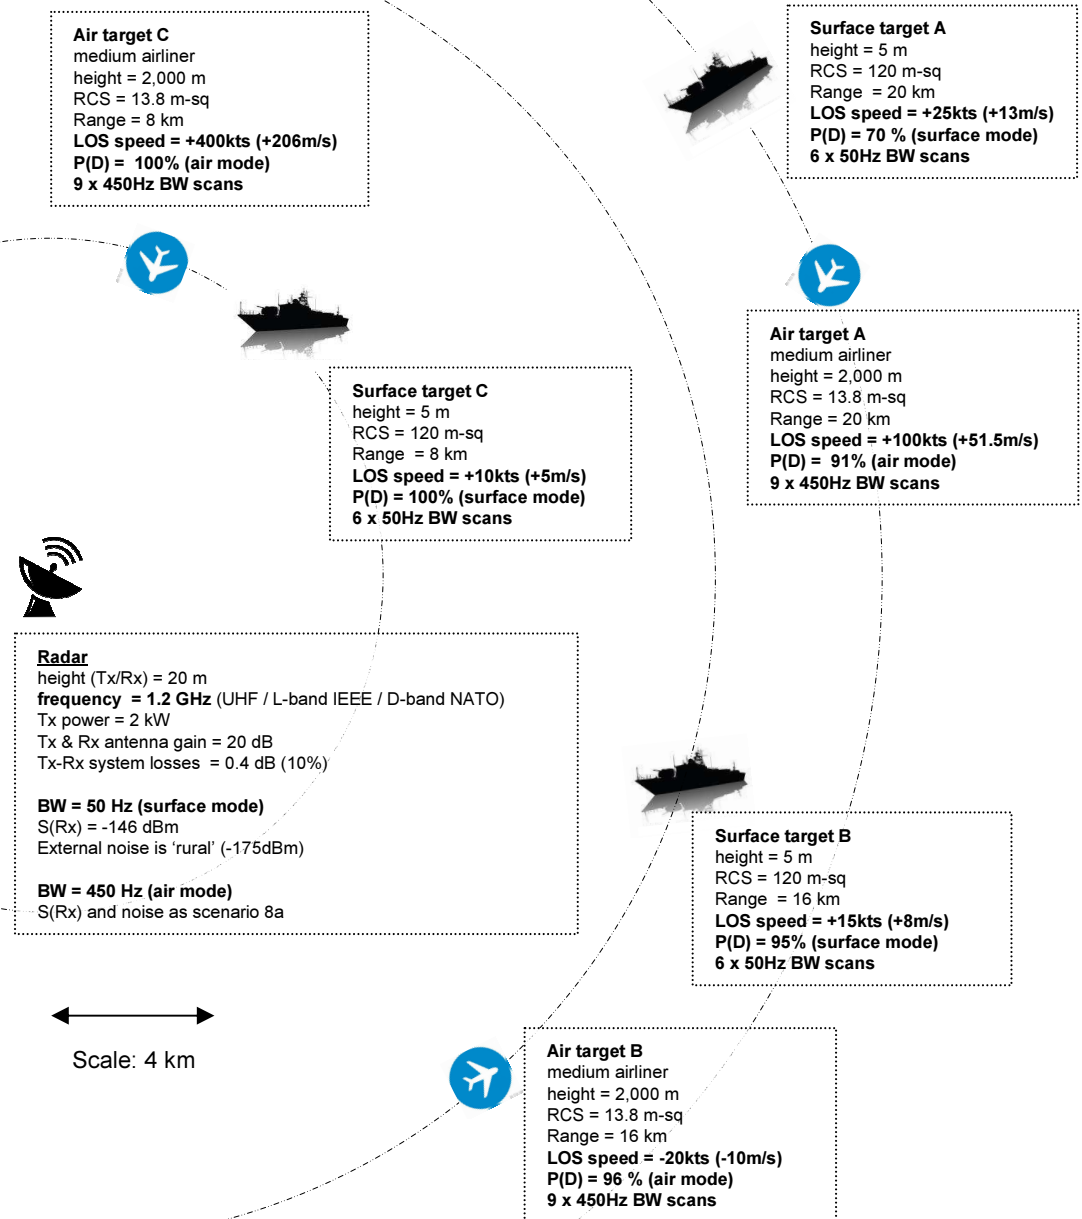 Air target C
medium airliner
height = 2,000 m
RCS = 13.8 m-sq
Range = 8 km
LOS speed = +400kts (+206m/s)
P(D) = 100% (air mode)
9 x 450Hz BW scans
Surface target A
height = 5 m
RCS = 120 m-sq
Range = 20 km
LOS speed = +25kts (+13m/s)
P(D) = 70 % (surface mode)
6 x 50Hz BW scans
Air target A
medium airliner
height = 2,000 m
RCS = 13.8 m-sq
Range = 20 km
LOS speed = +100kts (+51.5m/s)
P(D) = 91% (air mode)
9 x 450Hz BW scans
Surface target C
height = 5 m
RCS = 120 m-sq
Range = 8 km
LOS speed = +10kts (+5m/s)
P(D) = 100% (surface mode)
6 x 50Hz BW scans
Radar
height (Tx/Rx) = 20 m
frequency = 1.2 GHz (UHF / L-band IEEE / D-band NATO)
Tx power = 2 kW
Tx & Rx antenna gain = 20 dB
Tx-Rx system losses = 0.4 dB (10%)
BW = 50 Hz (surface mode)
S(Rx) = -146 dBm
External noise is ‘rural’ (-175dBm)
BW = 450 Hz (air mode)
S(Rx) and noise as scenario 8a
Surface target B
height = 5 m
RCS = 120 m-sq
Range = 16 km
LOS speed = +15kts (+8m/s)
P(D) = 95% (surface mode)
6 x 50Hz BW scans
Scale: 4 km
Air target B
medium airliner
height = 2,000 m
RCS = 13.8 m-sq
Range = 16 km
LOS speed = -20kts (-10m/s)
P(D) = 96 % (air mode)
9 x 450Hz BW scans